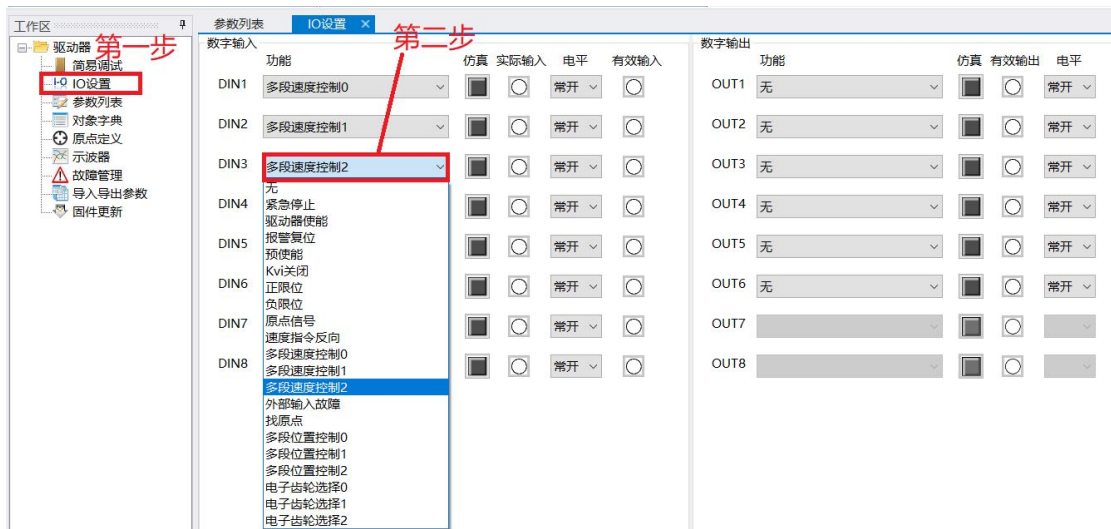 工作区
驱动器
简易调试
I-O IO设置
参数列表
对象字典
原点定义
示波器
故障管理
导入导出参数
固件更新
第一步
参数列表 IO设置 ×
第二步
数字输入
功能 仿真 实际输入 电平 有效输入
DIN1 多段速度控制0 常开
DIN2 多段速度控制1 常开
DIN3 多段速度控制2 常开
无
紧急停止
驱动器使能
报警复位
预使能
Kvi关闭
正限位
负限位
原点信号
速度指令反向
多段速度控制0
多段速度控制1
多段速度控制2
外部输入故障
找原点
多段位置控制0
多段位置控制1
多段位置控制2
电子齿轮选择0
电子齿轮选择1
电子齿轮选择2
DIN4 常开
DIN5 常开
DIN6 常开
DIN7 常开
DIN8 常开
数字输出
功能 仿真 有效输出 电平
OUT1 无 常开
OUT2 无 常开
OUT3 无 常开
OUT4 无 常开
OUT5 无 常开
OUT6 无 常开
OUT7
OUT8